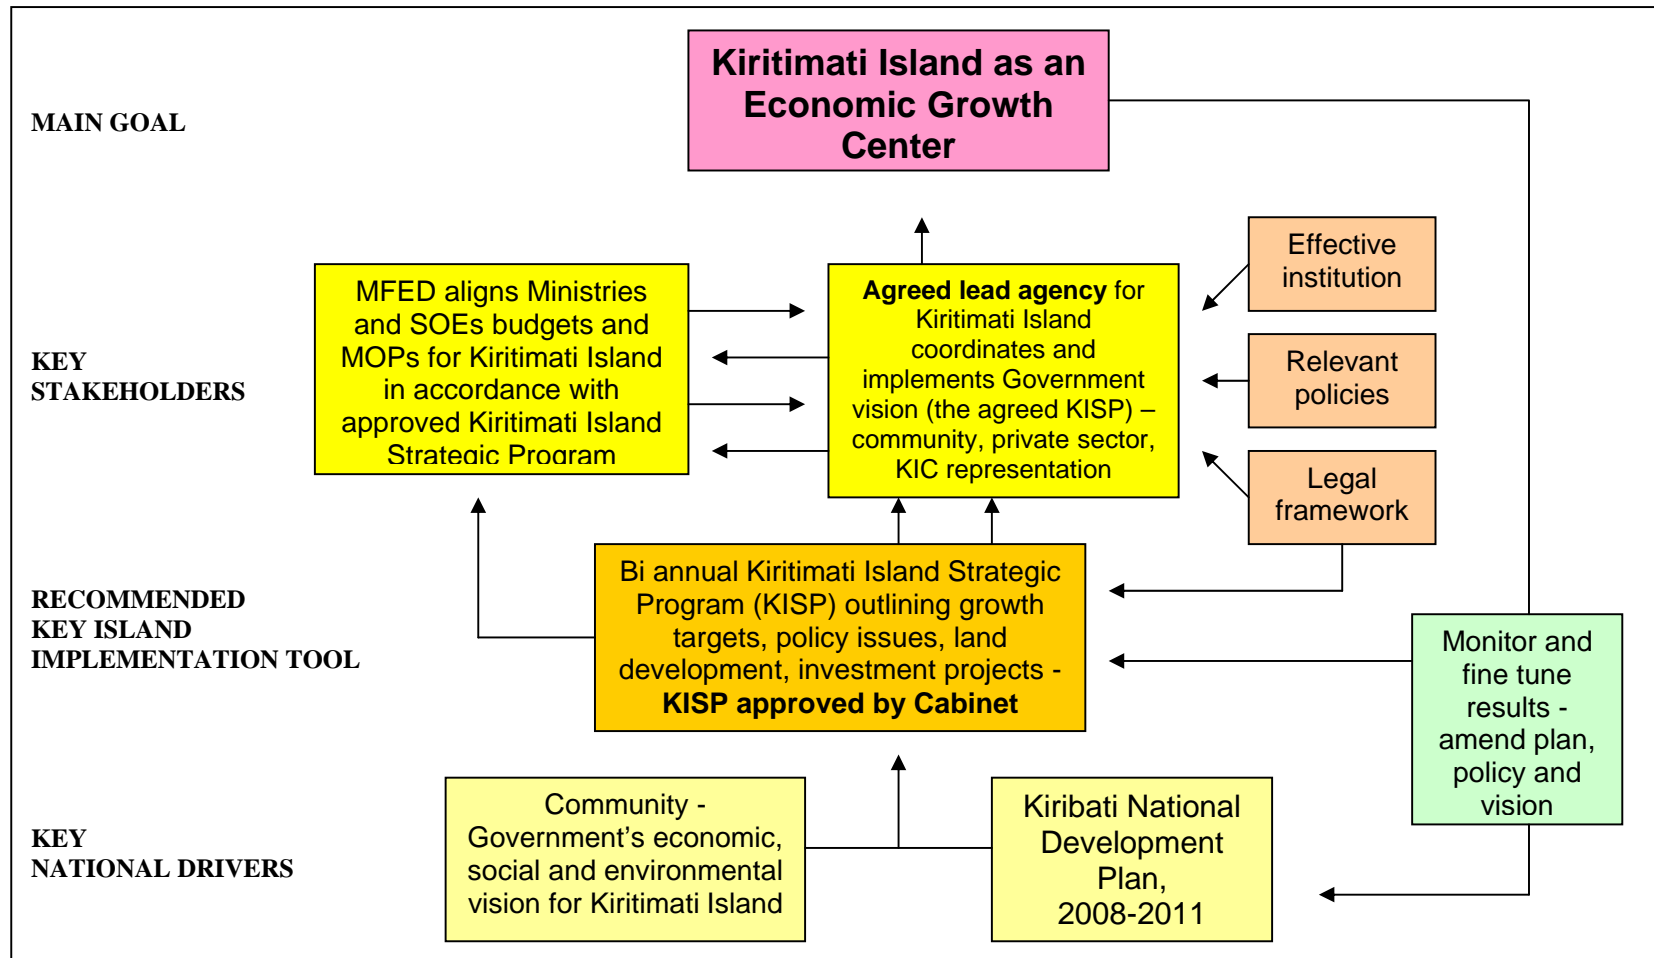 Kiritimati Island as an
Economic Growth
Center
MAIN GOAL
Effective
institution
MFED aligns Ministries
and SOEs budgets and
MOPs for Kiritimati Island
in accordance with
approved Kiritimati Island
Strategic Program
Agreed lead agency for
Kiritimati Island
coordinates and
implements Government
vision (the agreed KISP) –
community, private sector,
KIC representation
Relevant
policies
KEY
STAKEHOLDERS
Legal
framework
Bi annual Kiritimati Island Strategic
Program (KISP) outlining growth
targets, policy issues, land
development, investment projects -
KISP approved by Cabinet
RECOMMENDED
KEY ISLAND
IMPLEMENTATION TOOL
Monitor and
fine tune
results -
amend plan,
policy and
vision
Community -
Government’s economic,
social and environmental
vision for Kiritimati Island
Kiribati National
Development
Plan,
2008-2011
KEY
NATIONAL DRIVERS